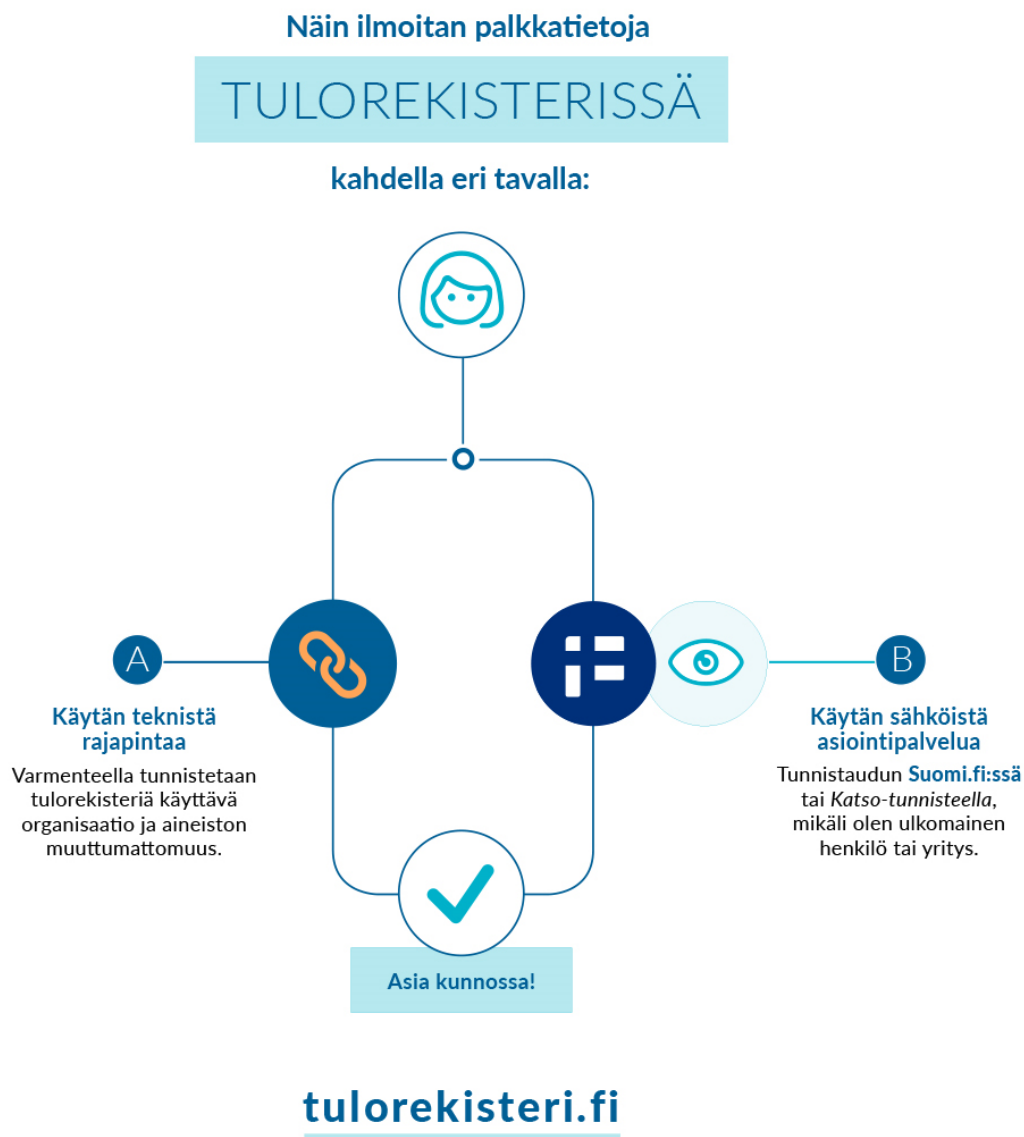 Näin ilmoitan palkkatietoja
TULOREKISTERISSÄ
kahdella eri tavalla:
A
Käytän teknistä
rajapintaa
Varmenteella tunnistetaan
tulorekisteriä käyttävä
organisaatio ja aineiston
muuttumattomuus.
B
Käytän sähköistä
asiointipalvelua
Tunnistaudun Suomi.fi:ssä
tai Katso-tunnisteella,
mikäli olen ulkomainen
henkilö tai yritys.
Asia kunnossa!
tulorekisteri.fi